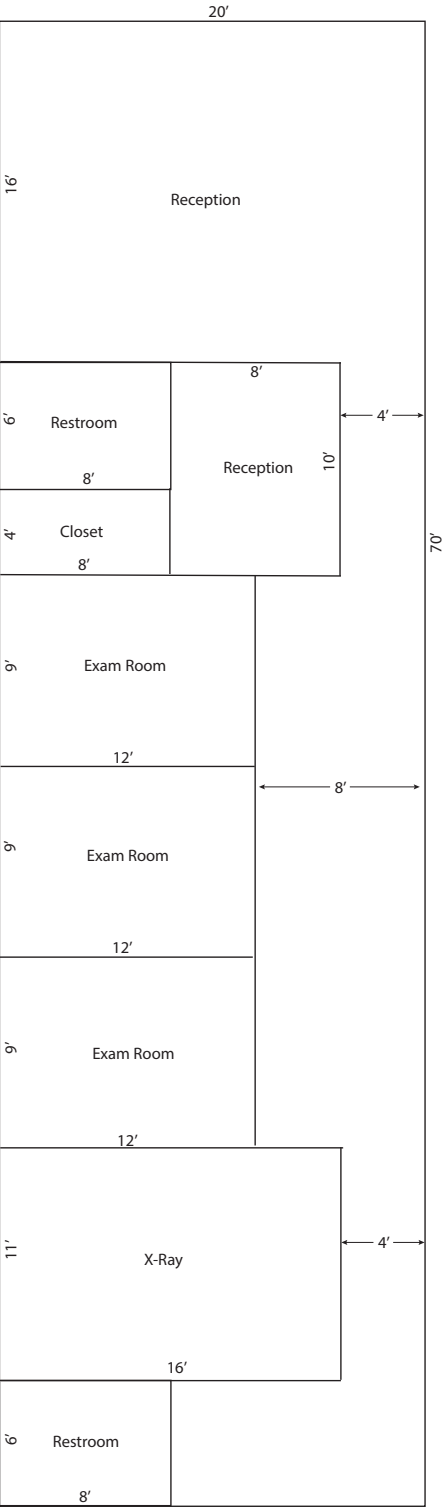 20′
16′
Reception
8′
6′
Restroom
4′
Reception
10′
8′
4′
Closet
70′
8′
9′
Exam Room
12′
8′
9′
Exam Room
12′
9′
Exam Room
12′
11′
X-Ray
4′
16′
6′
Restroom
8′